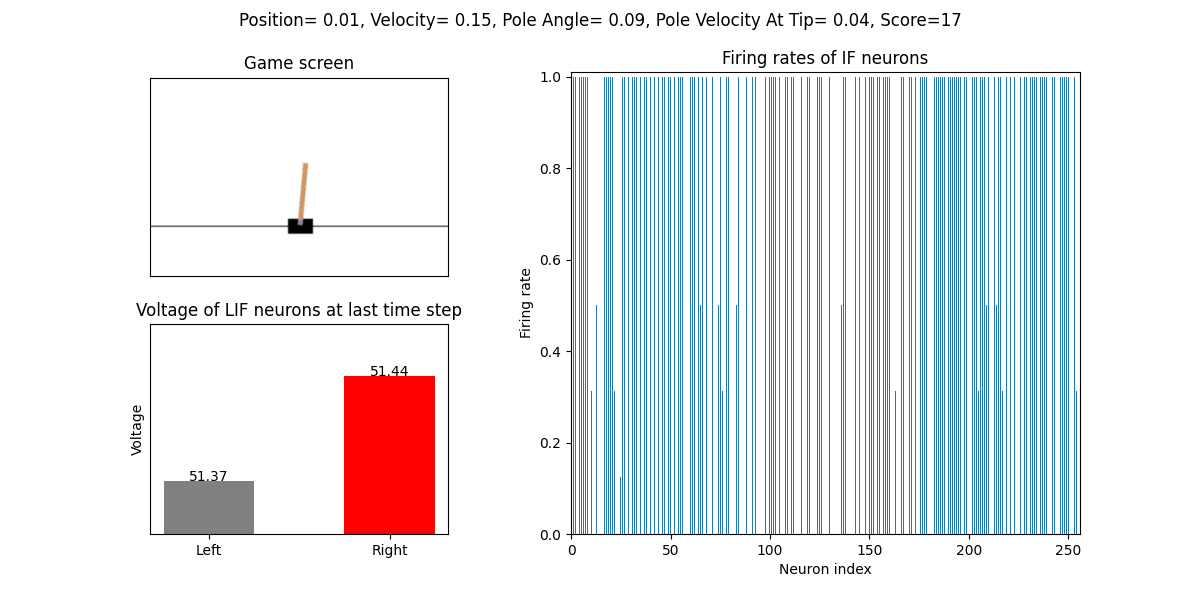 Position= 0.01, Velocity= 0.15, Pole Angle= 0.09, Pole Velocity At Tip= 0.04, Score=17
Game screen
Voltage of LIF neurons at last time step
Voltage
51.37
51.44
Left
Right
Firing rates of IF neurons
Firing rate
1.0
0.8
0.6
0.4
0.2
0.0
0
50
100
150
200
250
Neuron index